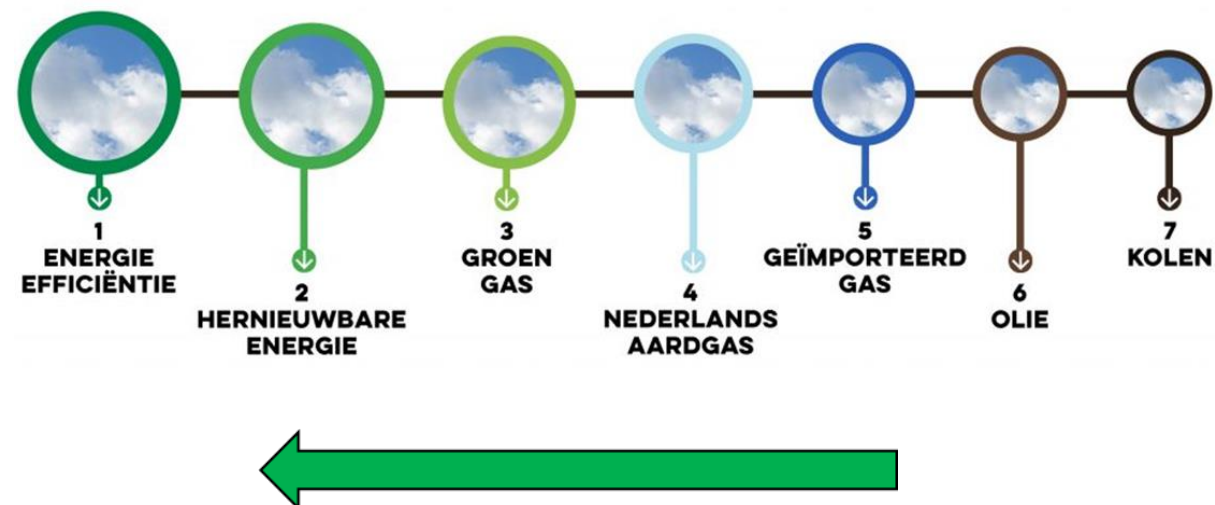 1
ENERGIE
EFFICIËNTIE
2
HERNIEUWBARE
ENERGIE
3
GROEN
GAS
4
NEDERLANDS
AARDGAS
5
GEÏMPORTEERD
GAS
6
OLIE
7
KOLEN